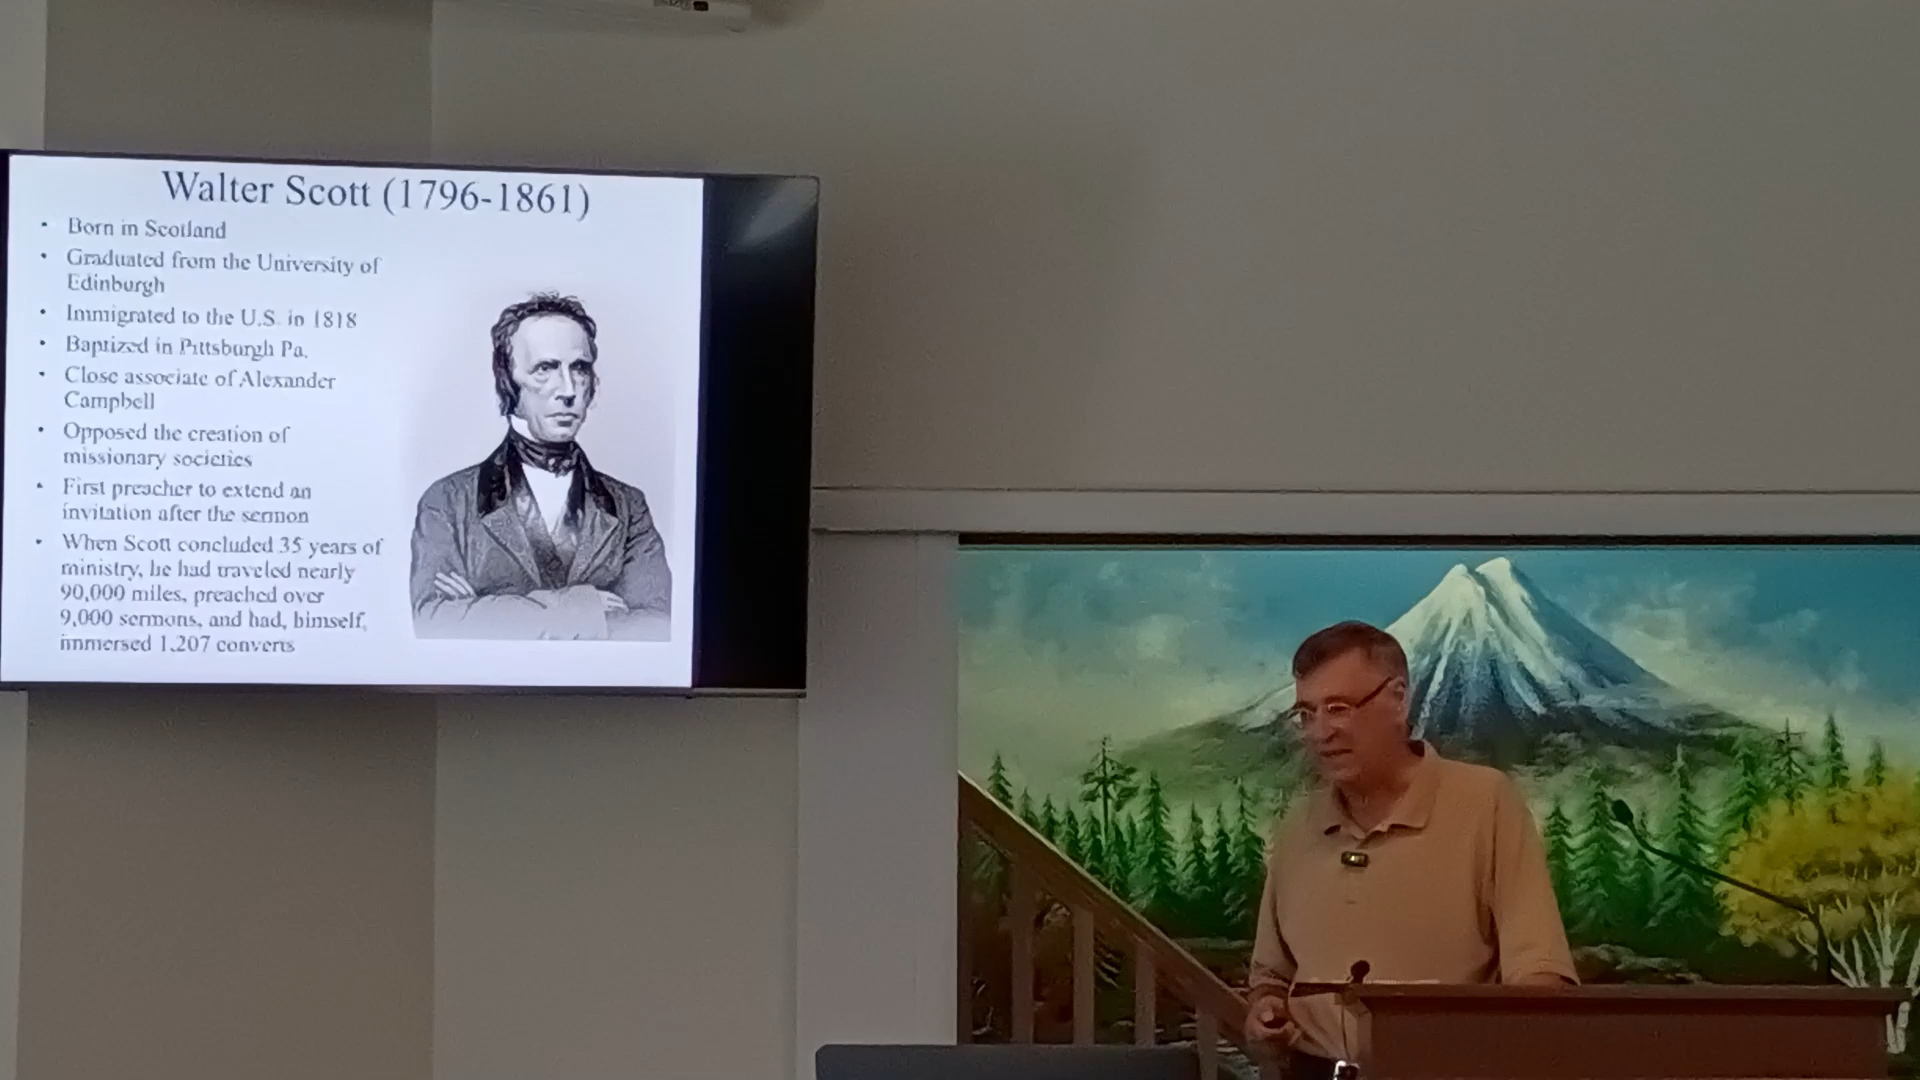 Walter Scott (1796-1861)
• Born in Scotland
• Graduated from the University of
Edinburgh
• Immigrated to the U.S. in 1818
• Baptized in Pittsburgh Pa.
• Close associate of Alexander
Campbell
• Opposed the creation of
missionary societies
• First preacher to extend an
invitation after the sermon
• When Scott concluded 35 years of
ministry, he had traveled nearly
90,000 miles, preached over
9,000 sermons, and had, himself,
immersed 1,207 converts